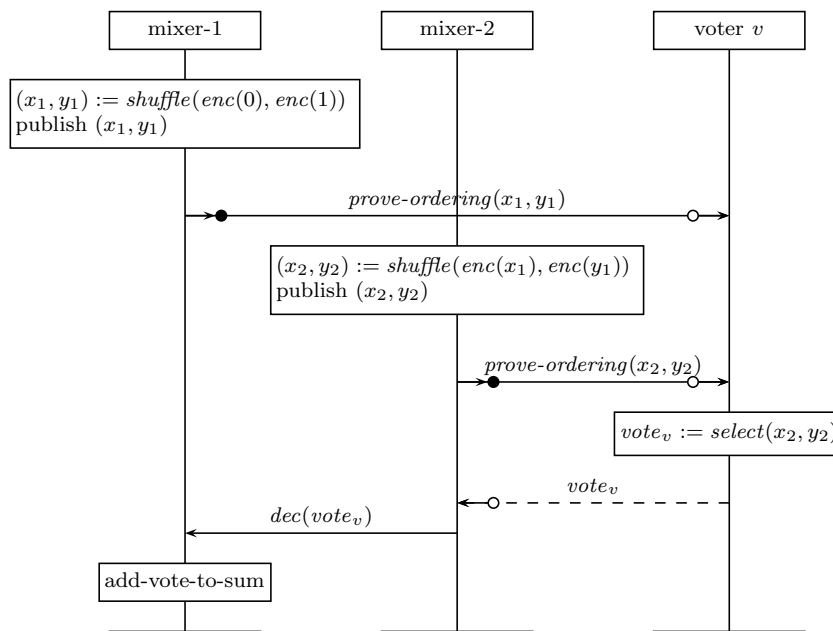 mixer-1 mixer-2 voter v
(x₁, y₁) := shuffle(enc(0), enc(1))
publish (x₁, y₁)
prove-ordering(x₁, y₁)
(x₂, y₂) := shuffle(enc(x₁), enc(y₁))
publish (x₂, y₂)
prove-ordering(x₂, y₂)
voteᵥ := select(x₂, y₂)
voteᵥ
dec(voteᵥ)
add-vote-to-sum